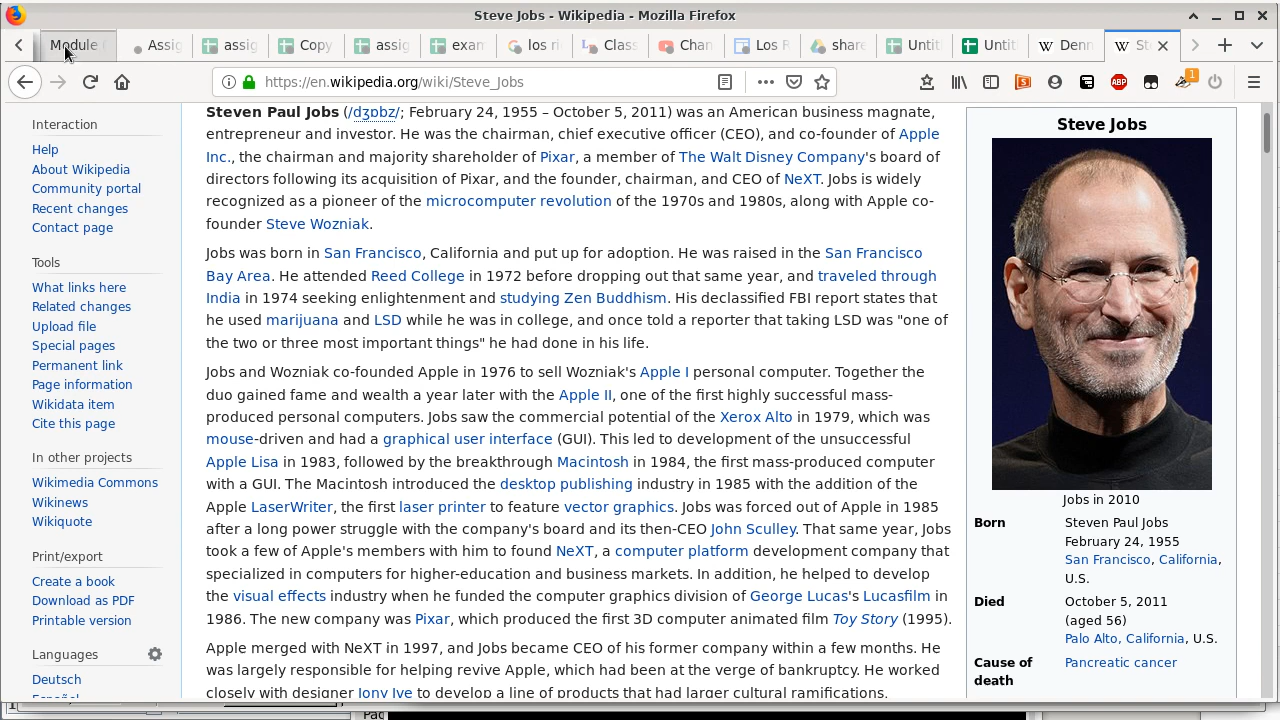 Steve Jobs - Wikipedia - Mozilla Firefox
Module
Assig
assig
Copy
assig
exan
los ri
Class
Chan
Los R
share
Untit
Untit
Denn
St
https://en.wikipedia.org/wiki/Steve_Jobs
S
ABP
1
Interaction
Help
About Wikipedia
Community portal
Recent changes
Contact page
Tools
What links here
Related changes
Upload file
Special pages
Permanent link
Page information
Wikidata item
Cite this page
In other projects
Wikimedia Commons
Wikinews
Wikiquote
Print/export
Create a book
Download as PDF
Printable version
Languages
Deutsch
Español
Steven Paul Jobs (/dʒɒbz/; February 24, 1955 – October 5, 2011) was an American business magnate,
entrepreneur and investor. He was the chairman, chief executive officer (CEO), and co-founder of Apple
Inc., the chairman and majority shareholder of Pixar, a member of The Walt Disney Company's board of
directors following its acquisition of Pixar, and the founder, chairman, and CEO of NeXT. Jobs is widely
recognized as a pioneer of the microcomputer revolution of the 1970s and 1980s, along with Apple co-
founder Steve Wozniak.
Jobs was born in San Francisco, California and put up for adoption. He was raised in the San Francisco
Bay Area. He attended Reed College in 1972 before dropping out that same year, and traveled through
India in 1974 seeking enlightenment and studying Zen Buddhism. His declassified FBI report states that
he used marijuana and LSD while he was in college, and once told a reporter that taking LSD was "one of
the two or three most important things" he had done in his life.
Jobs and Wozniak co-founded Apple in 1976 to sell Wozniak's Apple I personal computer. Together the
duo gained fame and wealth a year later with the Apple II, one of the first highly successful mass-
produced personal computers. Jobs saw the commercial potential of the Xerox Alto in 1979, which was
mouse-driven and had a graphical user interface (GUI). This led to development of the unsuccessful
Apple Lisa in 1983, followed by the breakthrough Macintosh in 1984, the first mass-produced computer
with a GUI. The Macintosh introduced the desktop publishing industry in 1985 with the addition of the
Apple LaserWriter, the first laser printer to feature vector graphics. Jobs was forced out of Apple in 1985
after a long power struggle with the company's board and its then-CEO John Sculley. That same year, Jobs
took a few of Apple's members with him to found NeXT, a computer platform development company that
specialized in computers for higher-education and business markets. In addition, he helped to develop
the visual effects industry when he funded the computer graphics division of George Lucas's Lucasfilm in
1986. The new company was Pixar, which produced the first 3D computer animated film Toy Story (1995).
Apple merged with NeXT in 1997, and Jobs became CEO of his former company within a few months. He
was largely responsible for helping revive Apple, which had been at the verge of bankruptcy. He worked
closely with designer Jony Ive to develop a line of products that had larger cultural ramifications.
Steve Jobs
Jobs in 2010
Born
Steven Paul Jobs
February 24, 1955
San Francisco, California,
U.S.
Died
October 5, 2011
(aged 56)
Palo Alto, California, U.S.
Cause of
death
Pancreatic cancer